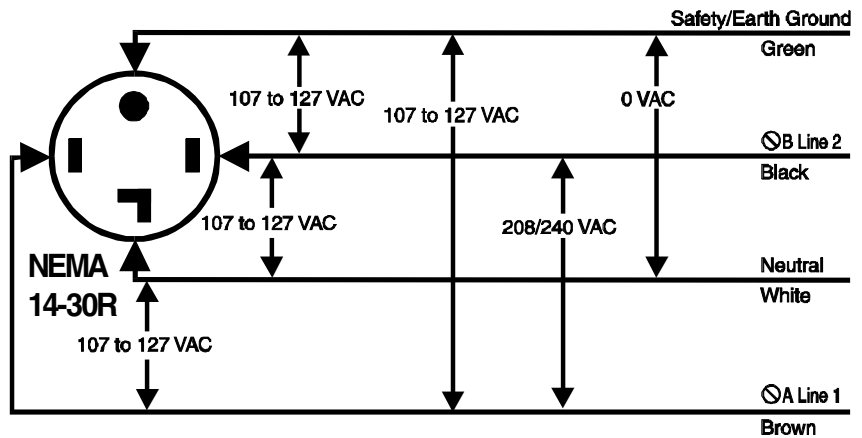 Safety/Earth Ground
Green
107 to 127 VAC
107 to 127 VAC
0 VAC
⦸B Line 2
Black
107 to 127 VAC
208/240 VAC
NEMA
14-30R
Neutral
White
107 to 127 VAC
⦸A Line 1
Brown